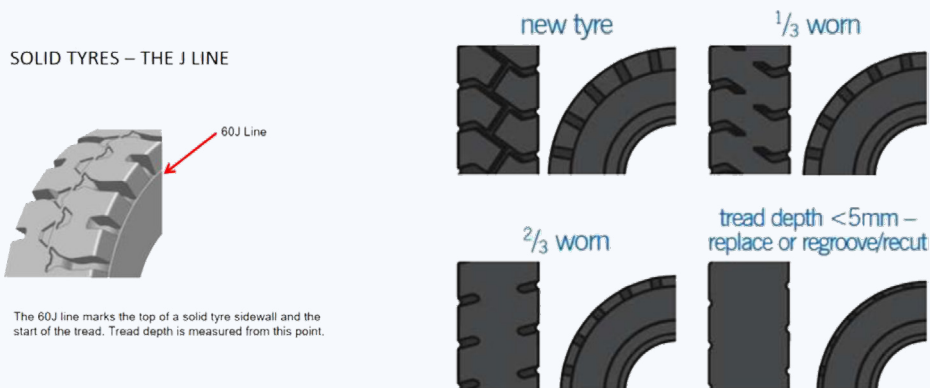 SOLID TYRES – THE J LINE
60J Line
The 60J line marks the top of a solid tyre sidewall and the
start of the tread. Tread depth is measured from this point.
new tyre
1/3 worn
2/3 worn
tread depth <5mm –
replace or regroove/recut